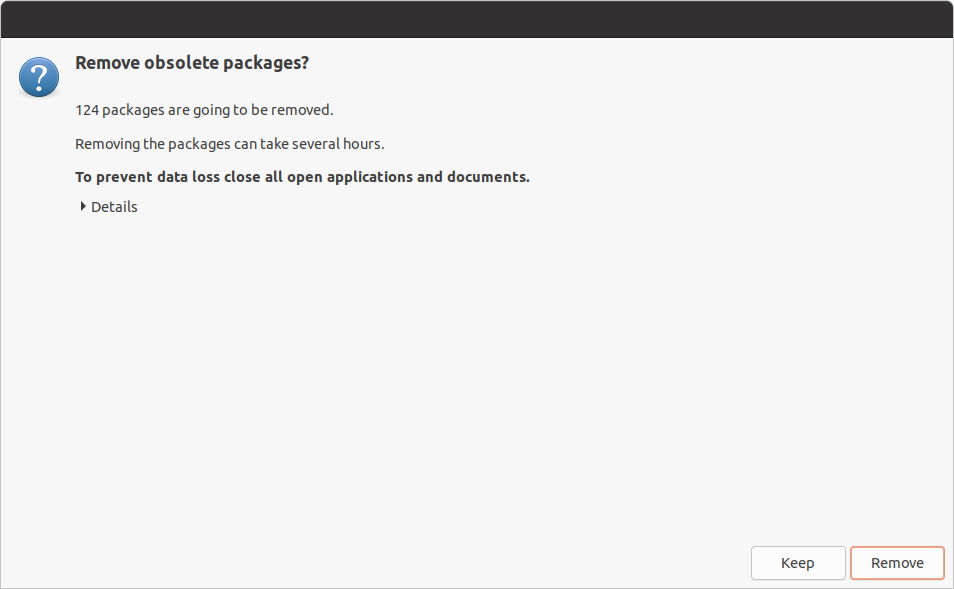 Remove obsolete packages?
124 packages are going to be removed.
Removing the packages can take several hours.
To prevent data loss close all open applications and documents.
Details
Keep
Remove